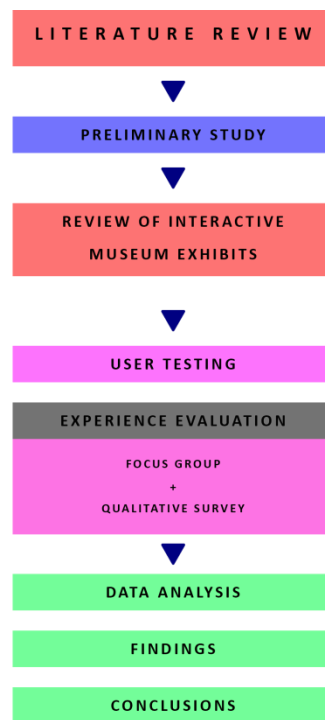 LITERATURE REVIEW
PRELIMINARY STUDY
REVIEW OF INTERACTIVE
MUSEUM EXHIBITS
USER TESTING
EXPERIENCE EVALUATION
FOCUS GROUP
+
QUALITATIVE SURVEY
DATA ANALYSIS
FINDINGS
CONCLUSIONS